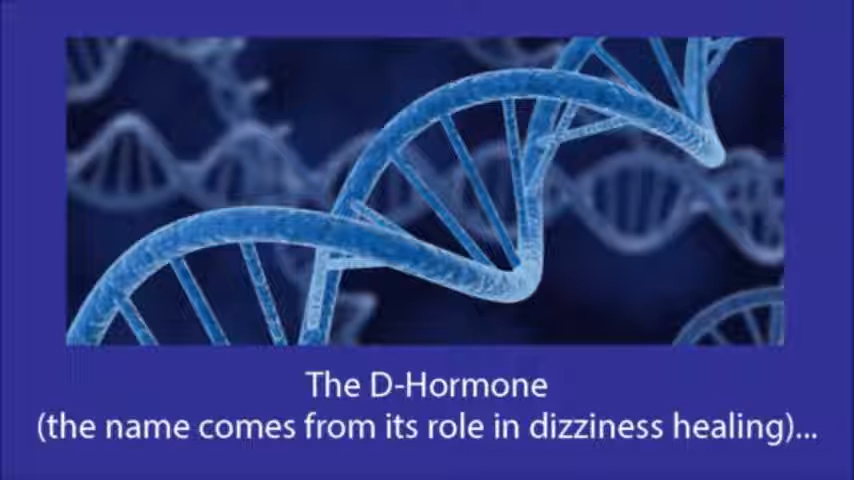 The D-Hormone
(the name comes from its role in dizziness healing)...